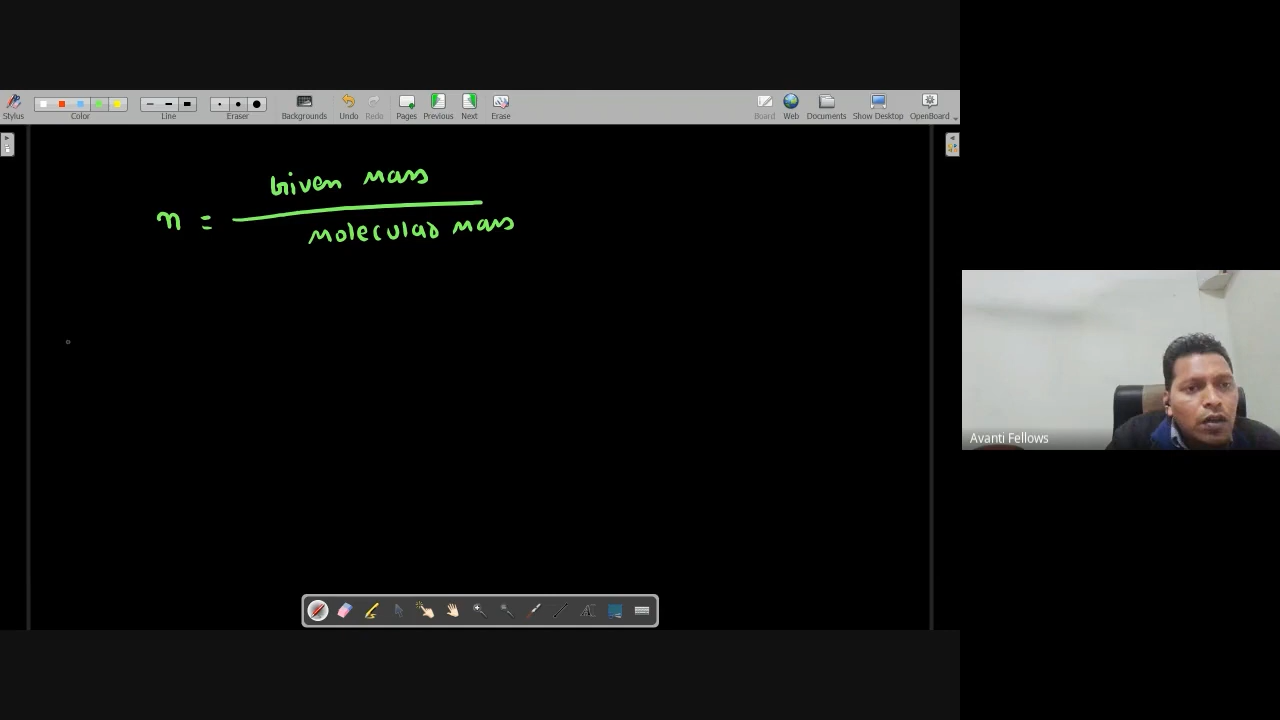 Stylus
Color
Line
Eraser
Backgrounds
Undo
Redo
Pages
Previous
Next
Erase
Board
Web
Documents
Show Desktop
OpenBoard
Given mass
n =
molecular mass
Avanti Fellows